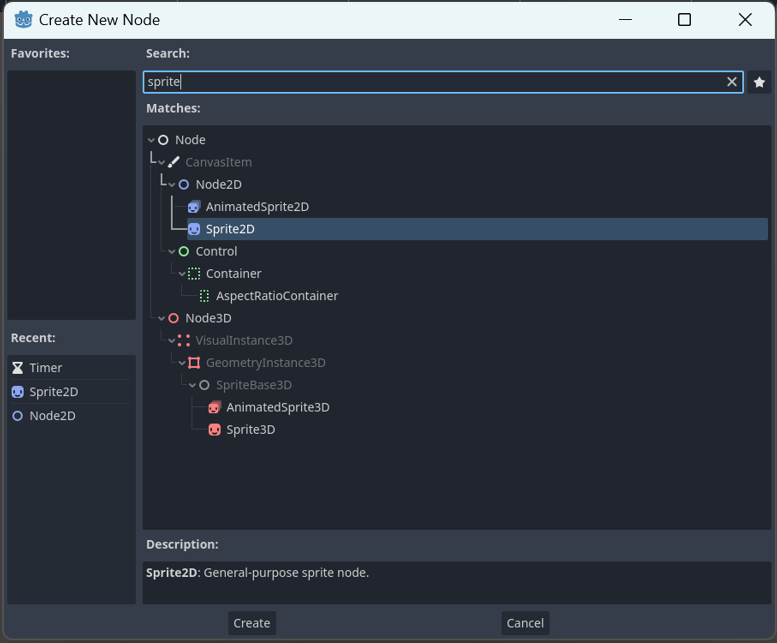 Create New Node
Favorites:
Search:
sprite
Matches:
Node
CanvasItem
Node2D
AnimatedSprite2D
Sprite2D
Control
Container
AspectRatioContainer
Node3D
VisualInstance3D
GeometryInstance3D
SpriteBase3D
AnimatedSprite3D
Sprite3D
Recent:
Timer
Sprite2D
Node2D
Description:
Sprite2D: General-purpose sprite node.
Create
Cancel